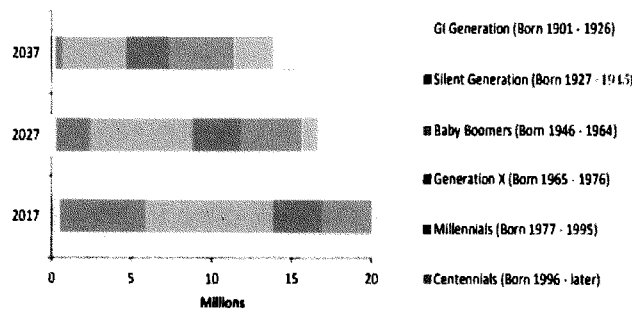 2037
2027
2017
0 5 10 15 20
Millions
GI Generation (Born 1901 - 1926)
Silent Generation (Born 1927 - 1945)
Baby Boomers (Born 1946 - 1964)
Generation X (Born 1965 - 1976)
Millennials (Born 1977 - 1995)
Centennials (Born 1996 - later)